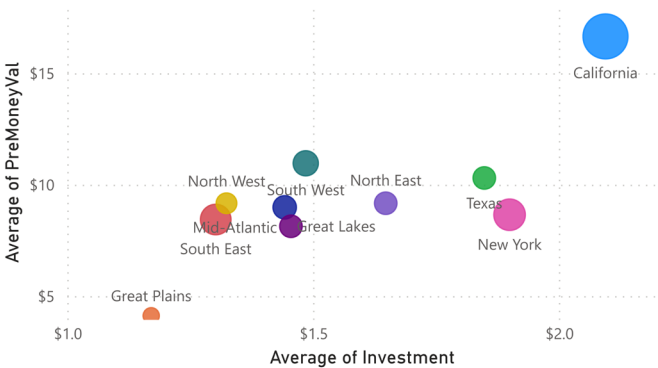 Average of PreMoneyVal
$15
$10
$5
California
North West
South West
North East
Texas
Mid-Atlantic
Great Lakes
South East
New York
Great Plains
$1.0
$1.5
$2.0
Average of Investment